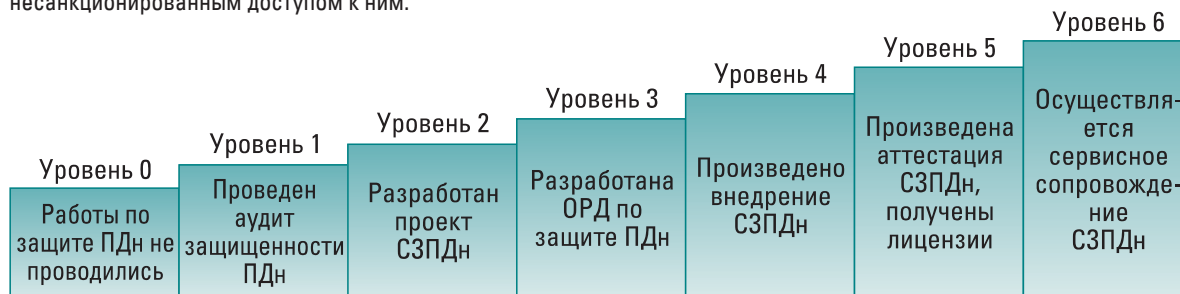 несанкционированным доступом к ним.
Уровень 0
Работы по
защите ПДн не
проводились
Уровень 1
Проведен
аудит
защищенности
ПДн
Уровень 2
Разработан
проект
СЗПДн
Уровень 3
Разработана
ОРД по
защите ПДн
Уровень 4
Произведено
внедрение
СЗПДн
Уровень 5
Произведена
аттестация
СЗПДн,
получены
лицензии
Уровень 6
Осуществля-
ется
сервисное
сопровожде-
ние
СЗПДн